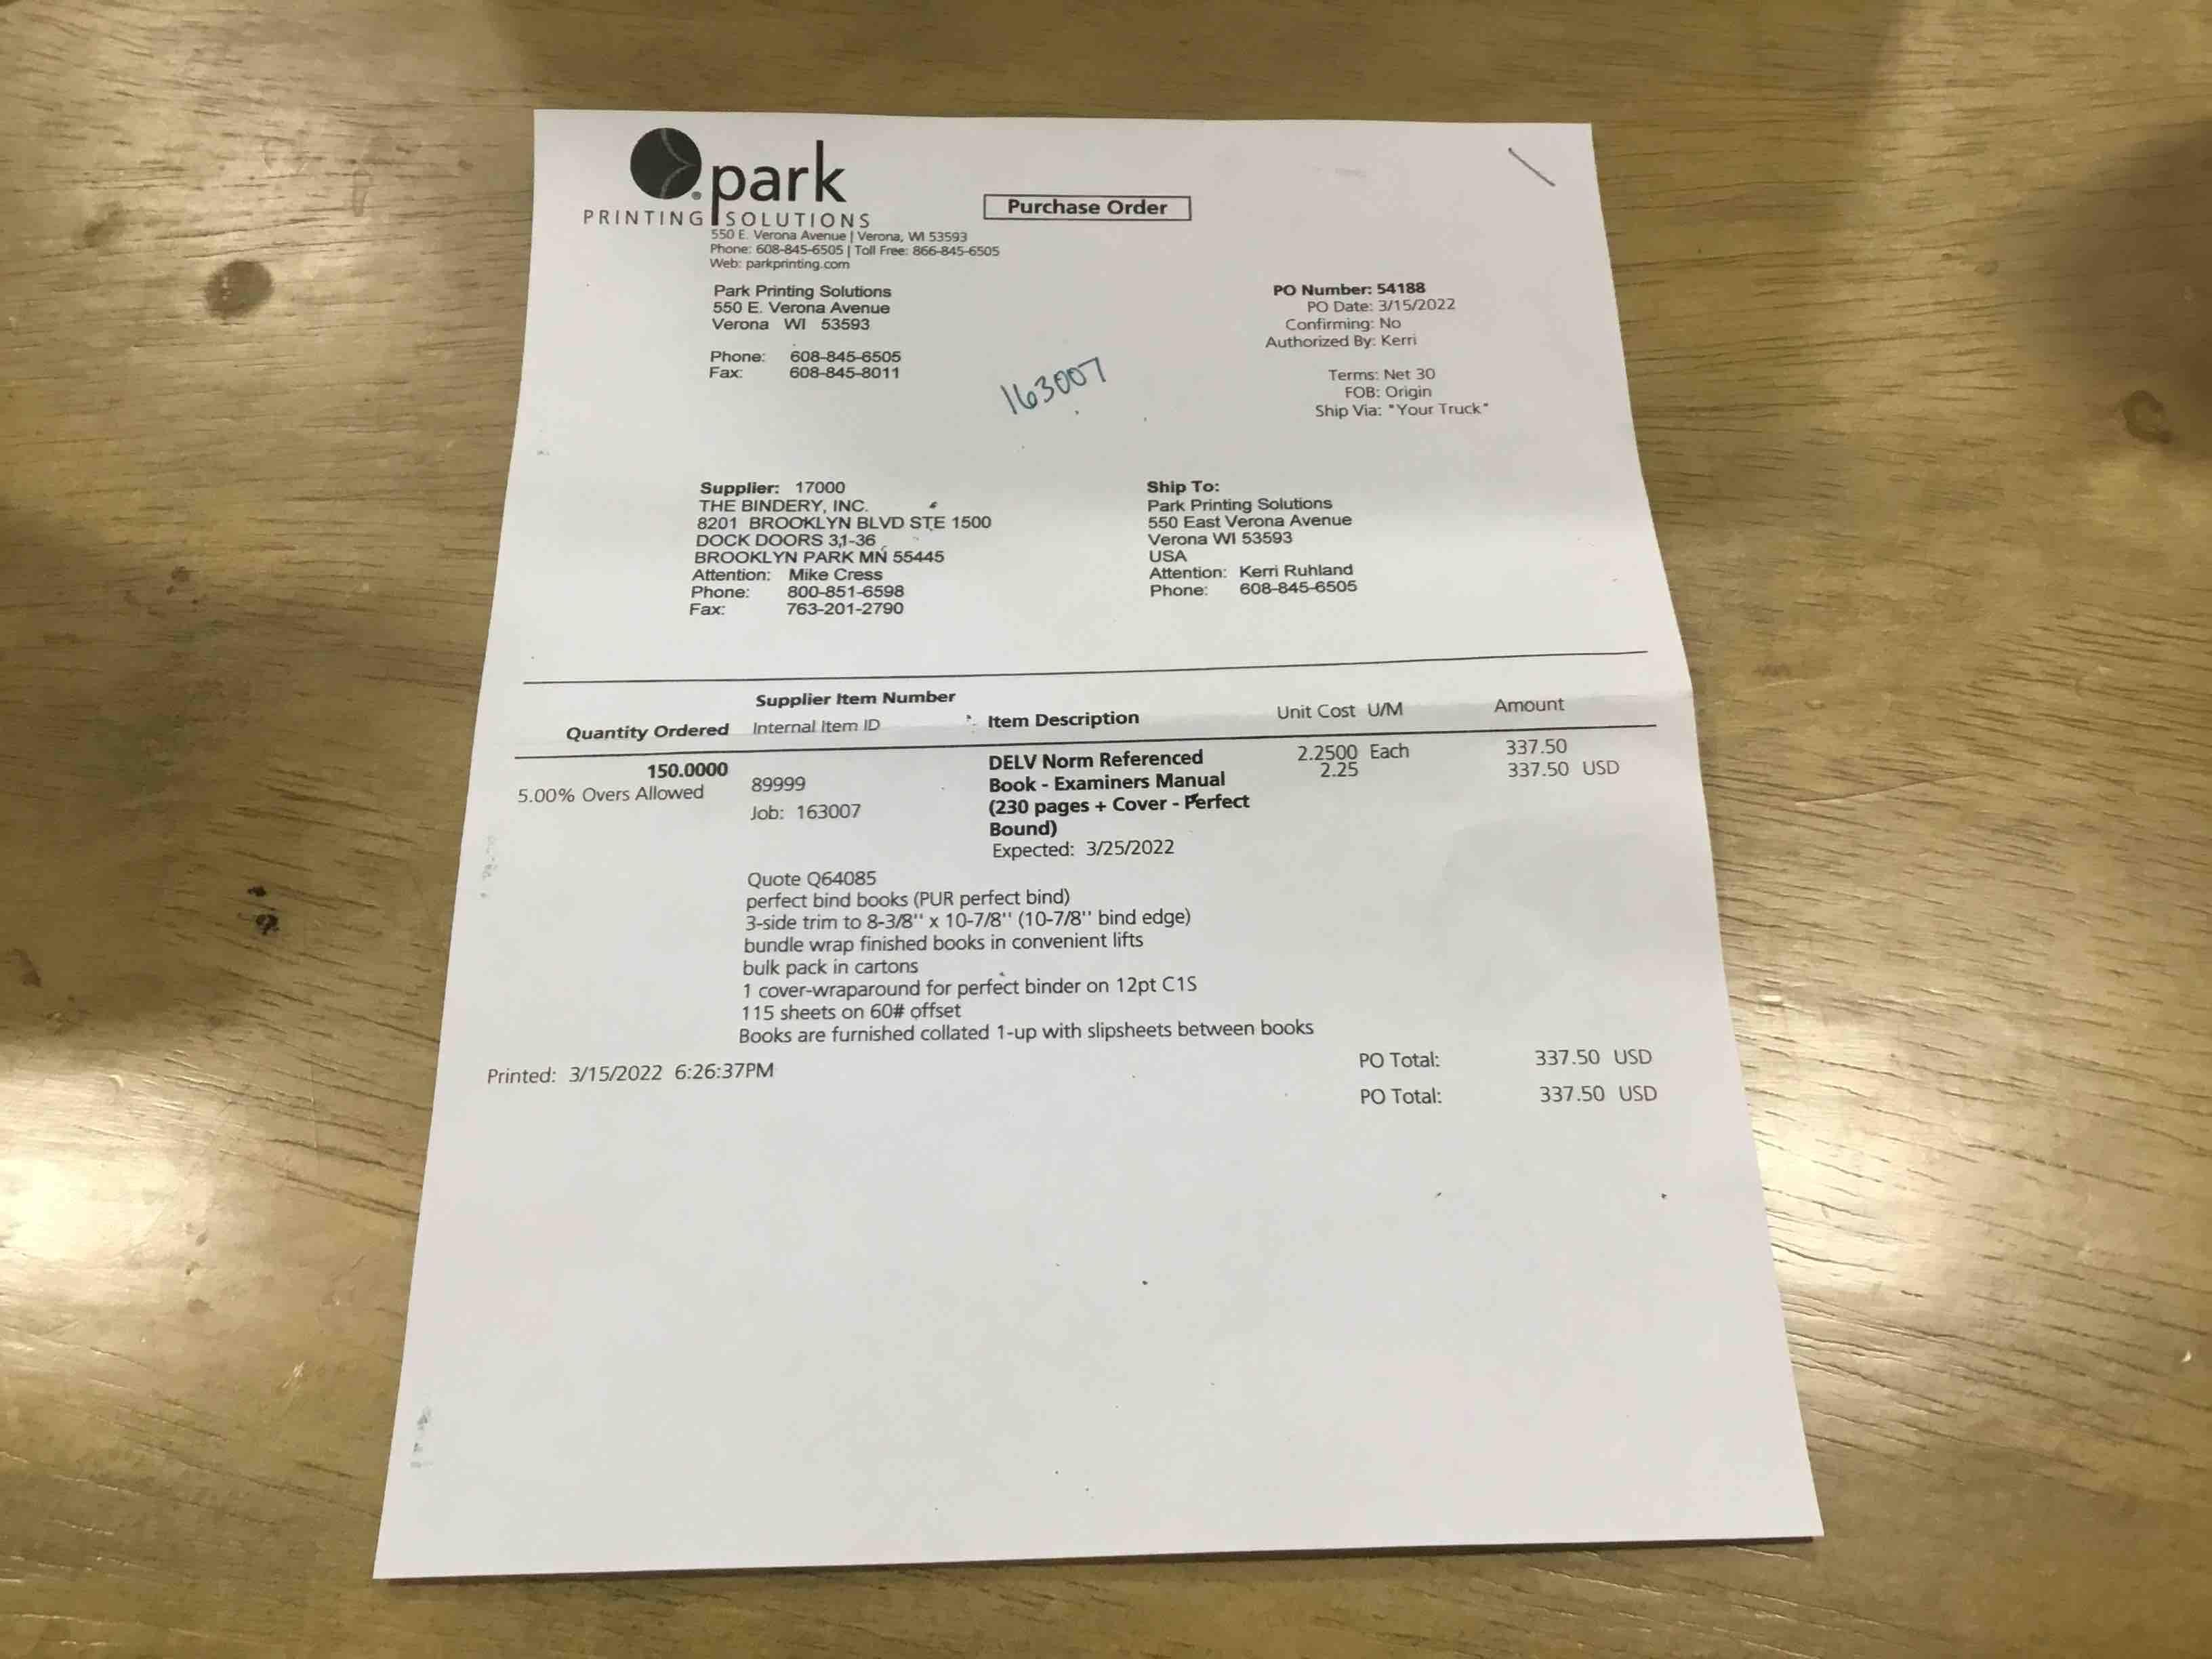 park
PRINTING SOLUTIONS
550 E. Verona Avenue | Verona, WI 53593
Phone: 608-845-6505 | Toll Free: 866-845-6505
Web: parkprinting.com
Purchase Order
Park Printing Solutions
550 E. Verona Avenue
Verona WI 53593
Phone: 608-845-6505
Fax: 608-845-8011
163007
PO Number: 54188
PO Date: 3/15/2022
Confirming: No
Authorized By: Kerri
Terms: Net 30
FOB: Origin
Ship Via: "Your Truck"
Supplier: 17000
THE BINDERY, INC.
8201 BROOKLYN BLVD STE 1500
DOCK DOORS 31-36
BROOKLYN PARK MN 55445
Attention: Mike Cress
Phone: 800-851-6598
Fax: 763-201-2790
Ship To:
Park Printing Solutions
550 East Verona Avenue
Verona WI 53593
USA
Attention: Kerri Ruhland
Phone: 608-845-6505
Supplier Item Number
Quantity Ordered Internal Item ID Item Description Unit Cost U/M Amount
150.0000 DELV Norm Referenced 2.2500 Each 337.50
5.00% Overs Allowed 89999 Book - Examiners Manual 2.25 337.50 USD
Job: 163007 (230 pages + Cover - Perfect
Bound)
Expected: 3/25/2022
Quote Q64085
perfect bind books (PUR perfect bind)
3-side trim to 8-3/8'' x 10-7/8'' (10-7/8'' bind edge)
bundle wrap finished books in convenient lifts
bulk pack in cartons
1 cover-wraparound for perfect binder on 12pt C1S
115 sheets on 60# offset
Books are furnished collated 1-up with slipsheets between books
Printed: 3/15/2022 6:26:37PM
PO Total: 337.50 USD
PO Total: 337.50 USD